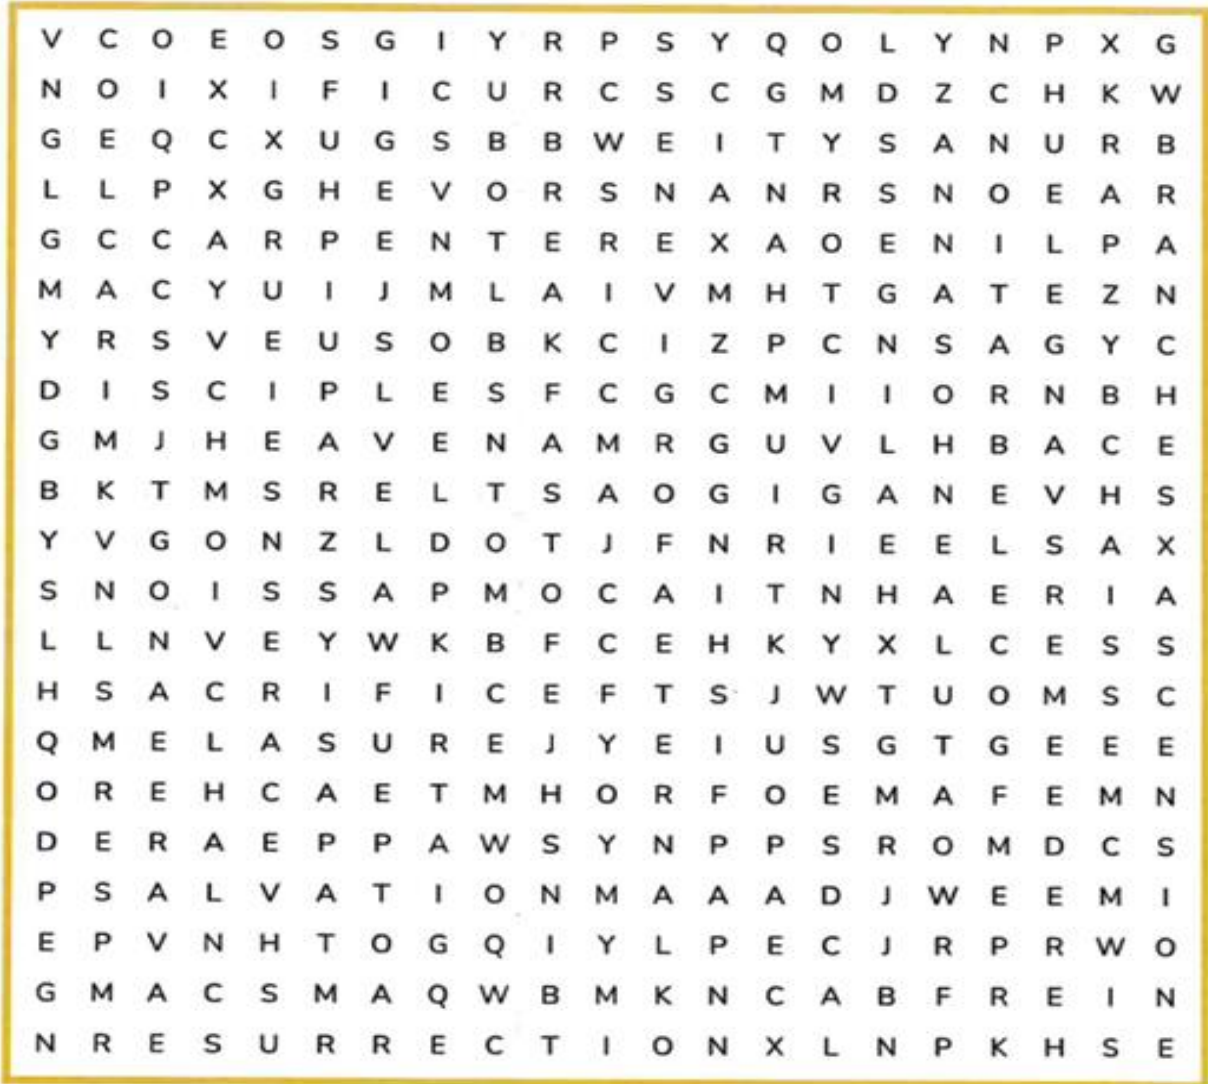 V C O E O S G I Y R P S Y Q O L Y N P X G
N O I X I F I C U R C S C G M D Z C H K W
G E Q C X U G S B B W E I T Y S A N U R B
L L P X G H E V O R S N A N R S N O E A R
G C C A R P E N T E R E X A O E N I L P A
M A C Y U I J M L A I V M H T G A T E Z N
Y R S V E U S O B K C I Z P C N S A G Y C
D I S C I P L E S F C G C M I I O R N B H
G M J H E A V E N A M R G U V L H B A C E
B K T M S R E L T S A O G I G A N E V H S
Y V G O N Z L D O T J F N R I E E L S A X
S N O I S S A P M O C A I T N H A E R I A
L L N V E Y W K B F C E H K Y X L C E S S
H S A C R I F I C E F T S J W T U O M S C
Q M E L A S U R E J Y E I U S G T G E E E
O R E H C A E T M H O R F O E M A F E M N
D E R A E P P A W S Y N P P S R O M D C S
P S A L V A T I O N M A A A D J W E E M I
E P V N H T O G Q I Y L P E C J R P R W O
G M A C S M A Q W B M K N C A B F R E I N
N R E S U R R E C T I O N X L N P K H S E